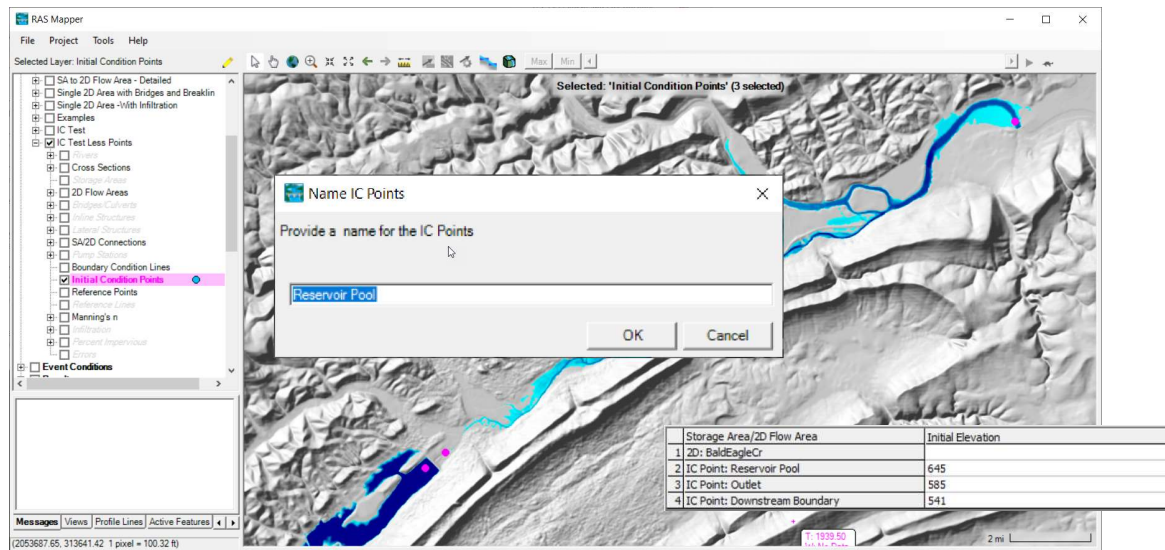 RAS Mapper
File Project Tools Help
Selected Layer: Initial Condition Points
Max Min
SA to 2D Flow Area - Detailed
Single 2D Area with Bridges and Breaklin
Single 2D Area -With Infiltration
Examples
IC Test
IC Test Less Points
Rivers
Cross Sections
Storage Areas
2D Flow Areas
Bridges/Culverts
Inline Structures
Lateral Structures
SA/2D Connections
Pump Stations
Boundary Condition Lines
Initial Condition Points
Reference Points
Reference Lines
Manning's n
Infiltration
Percent Impervious
Errors
Event Conditions
Selected: 'Initial Condition Points' (3 selected)
Name IC Points
Provide a name for the IC Points
Reservoir Pool
OK Cancel
Storage Area/2D Flow Area Initial Elevation
1 2D: BaldEagleCr
2 IC Point: Reservoir Pool 645
3 IC Point: Outlet 585
4 IC Point: Downstream Boundary 541
Messages Views Profile Lines Active Features
T: 1939.50
2 mi
(2053687.65, 313641.42 1 pixel = 100.32 ft)